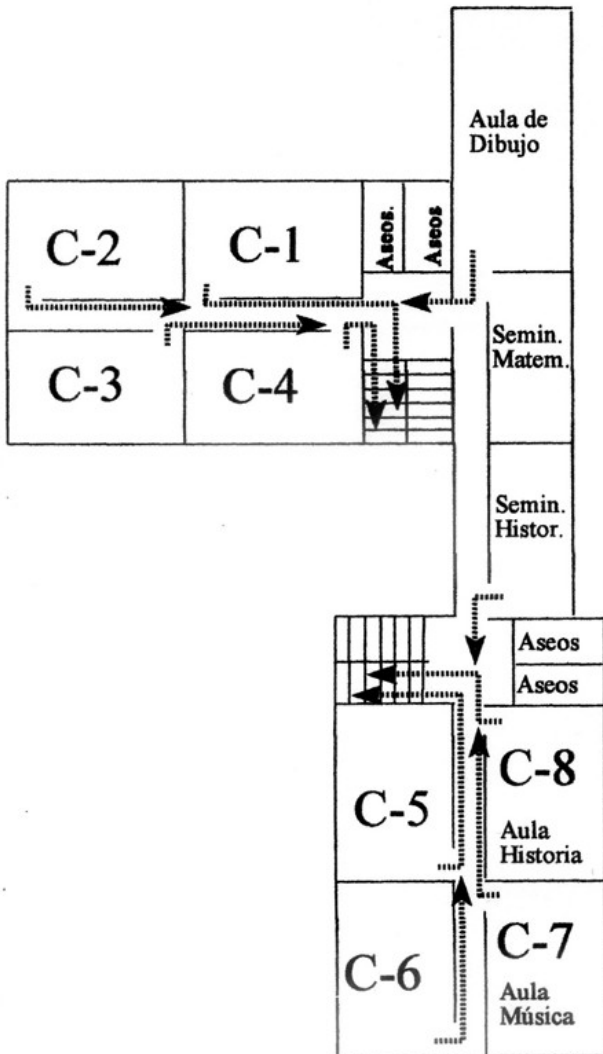 Aula de
Dibujo
C-2
C-1
Aseos.
Aseos
Semin.
Matem.
C-3
C-4
Semin.
Histor.
Aseos
Aseos
C-8
C-5
Aula
Historia
C-7
C-6
Aula
Música